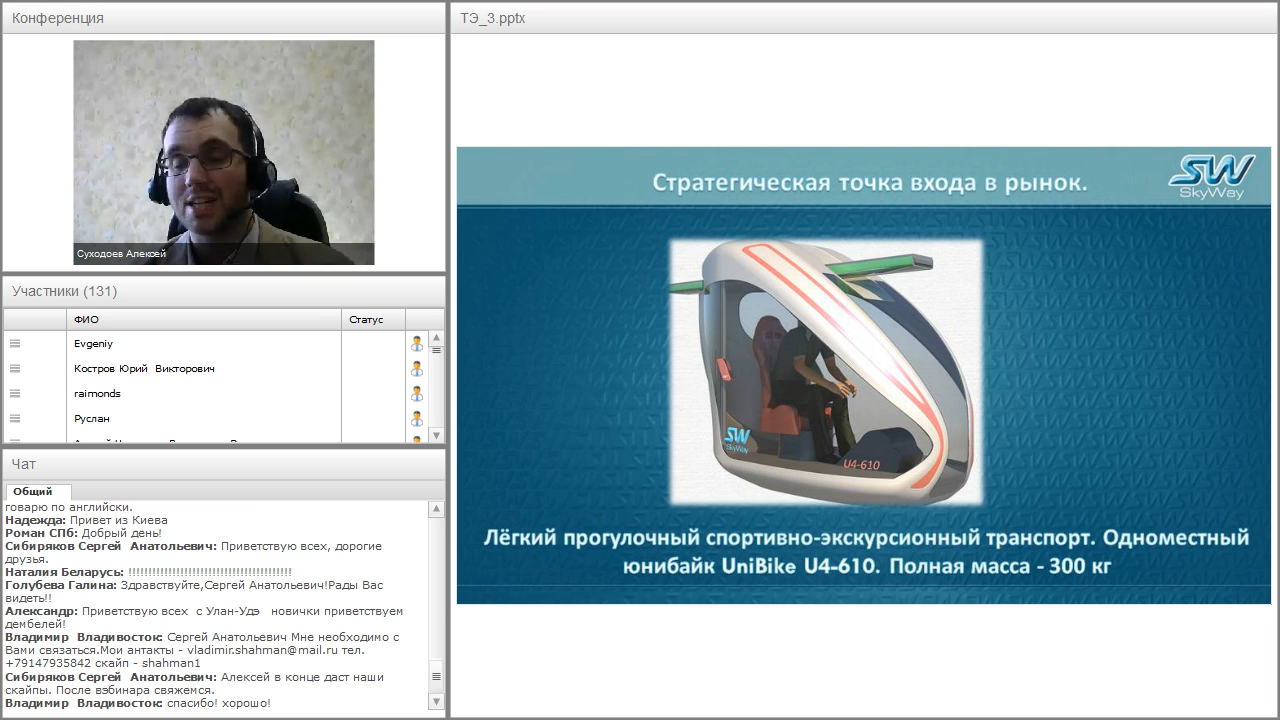 Конференция
Суходоев Алексей
Участники (131)
ФИО
Статус
Evgeniy
Костров Юрий Викторович
raimonds
Руслан
Чат
Общий
говарю по английски.
Надежда: Привет из Киева
Роман СПб: Добрый день!
Сибиряков Сергей Анатольевич: Приветствую всех, дорогие
друзья.
Наталия Беларусь: !!!!!!!!!!!!!!!!!!!!!!!!!!!!!!!!!!!!!!!!!
Голубева Галина: Здравствуйте,Сергей Анатольевич!Рады Вас
видеть!!
Александр: Приветствую всех с Улан-Удэ новички приветствуем
дембелей!
Владимир Владивосток: Сергей Анатольевич Мне необходимо с
Вами связаться.Мои антакты - vladimir.shahman@mail.ru тел.
+79147935842 скайп - shahman1
Сибиряков Сергей Анатольевич: Алексей в конце даст наши
скайпы. После вэбинара свяжемся.
Владимир Владивосток: спасибо! хорошо!
ТЭ_3.pptx
Стратегическая точка входа в рынок.
SW
SkyWay
SW
SkyWay
U4-610
Лёгкий прогулочный спортивно-экскурсионный транспорт. Одноместный
юнибайк UniBike U4-610. Полная масса - 300 кг